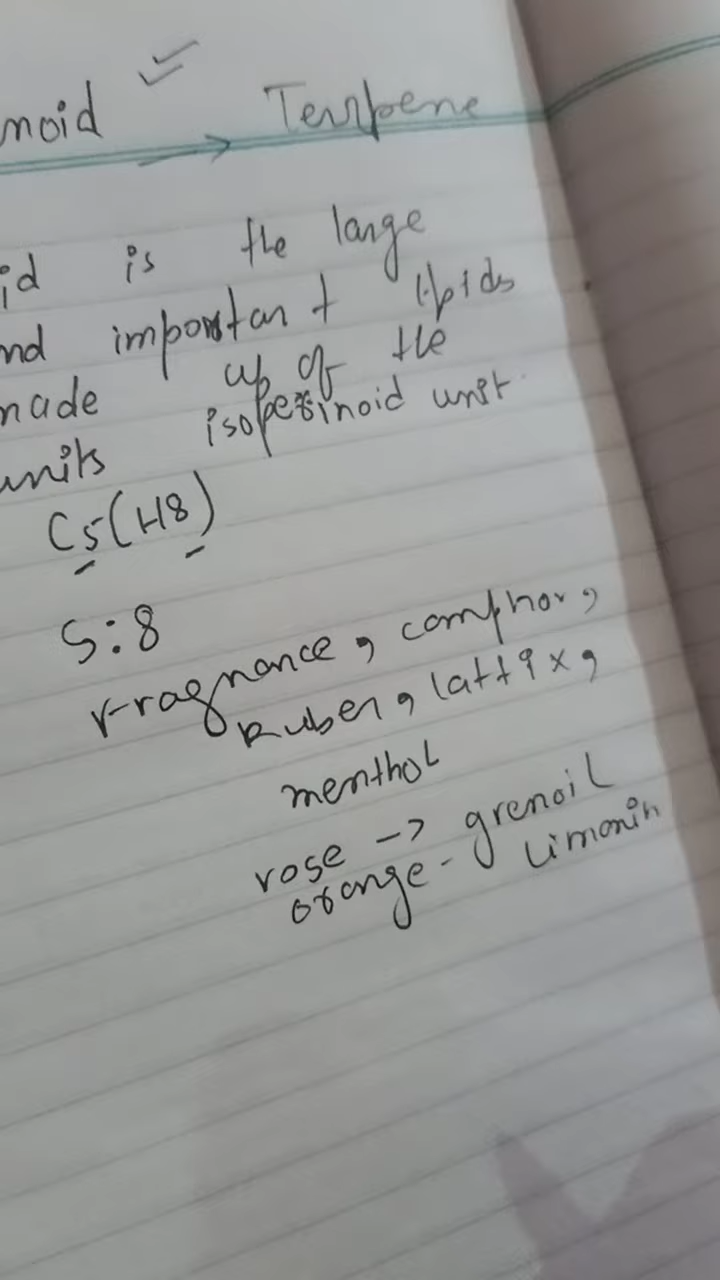 noid → Terpene
id is the large
nd important lipids
made up of the
units isoperinoid unit.
C5(H8)
5:8
Fragnance, camphor,
Ruber, lattix,
menthol
rose -> grenoil
orange - Limonin